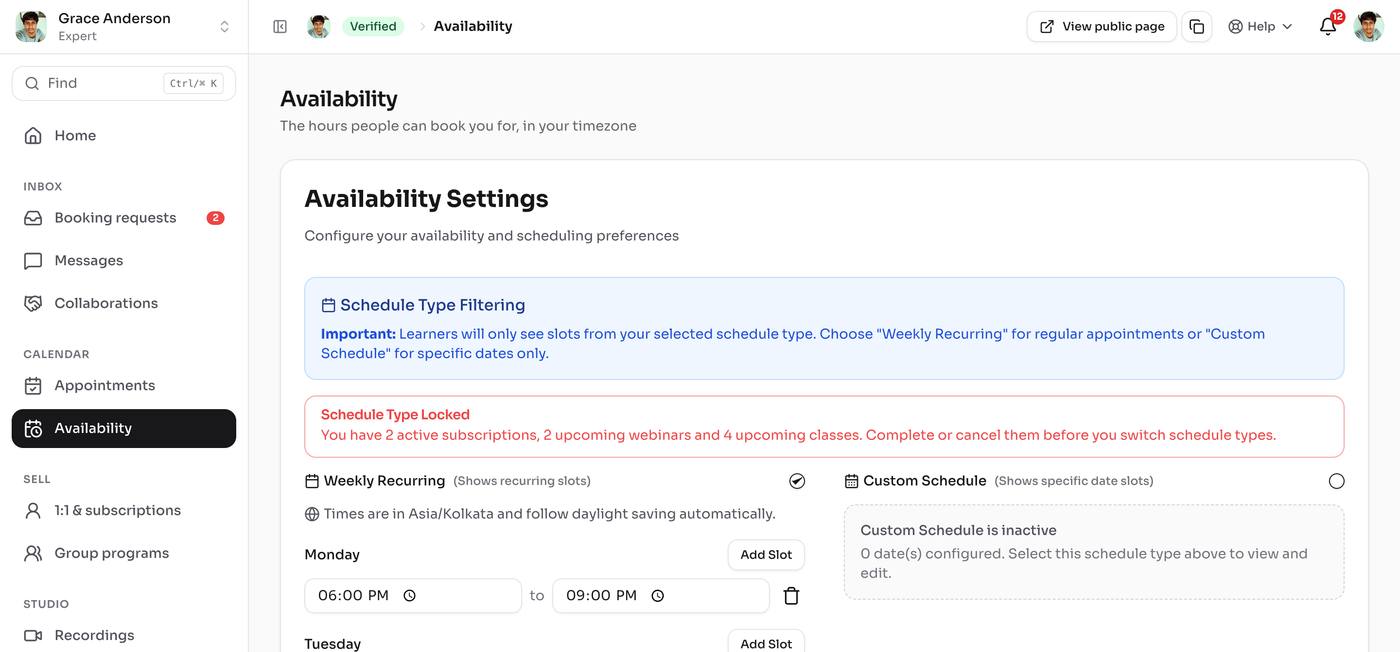 Grace Anderson
Expert
Verified
Availability
View public page
Help
12
Find
Ctrl/⌘ K
Home
INBOX
Booking requests
2
Messages
Collaborations
CALENDAR
Appointments
Availability
SELL
1:1 & subscriptions
Group programs
STUDIO
Recordings
Availability
The hours people can book you for, in your timezone
Availability Settings
Configure your availability and scheduling preferences
Schedule Type Filtering
Important: Learners will only see slots from your selected schedule type. Choose "Weekly Recurring" for regular appointments or "Custom
Schedule" for specific dates only.
Schedule Type Locked
You have 2 active subscriptions, 2 upcoming webinars and 4 upcoming classes. Complete or cancel them before you switch schedule types.
Weekly Recurring (Shows recurring slots)
Times are in Asia/Kolkata and follow daylight saving automatically.
Monday
Add Slot
06:00 PM to 09:00 PM
Tuesday
Add Slot
Custom Schedule (Shows specific date slots)
Custom Schedule is inactive
0 date(s) configured. Select this schedule type above to view and
edit.